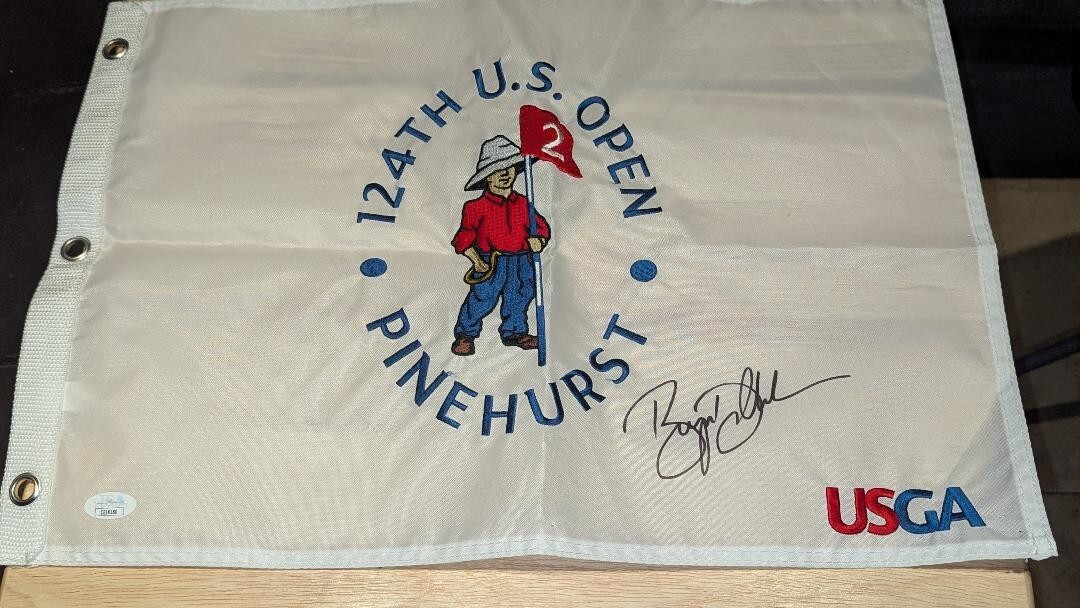 124TH U.S. OPEN
2
PINEHURST
USGA